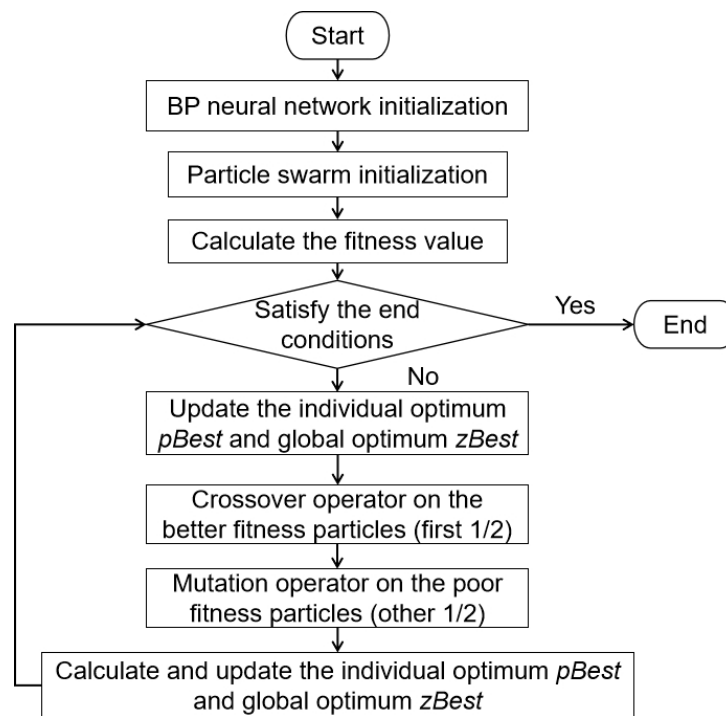 Start
BP neural network initialization
Particle swarm initialization
Calculate the fitness value
Satisfy the end
conditions
Yes
End
No
Update the individual optimum
pBest and global optimum zBest
Crossover operator on the
better fitness particles (first 1/2)
Mutation operator on the poor
fitness particles (other 1/2)
Calculate and update the individual optimum pBest
and global optimum zBest